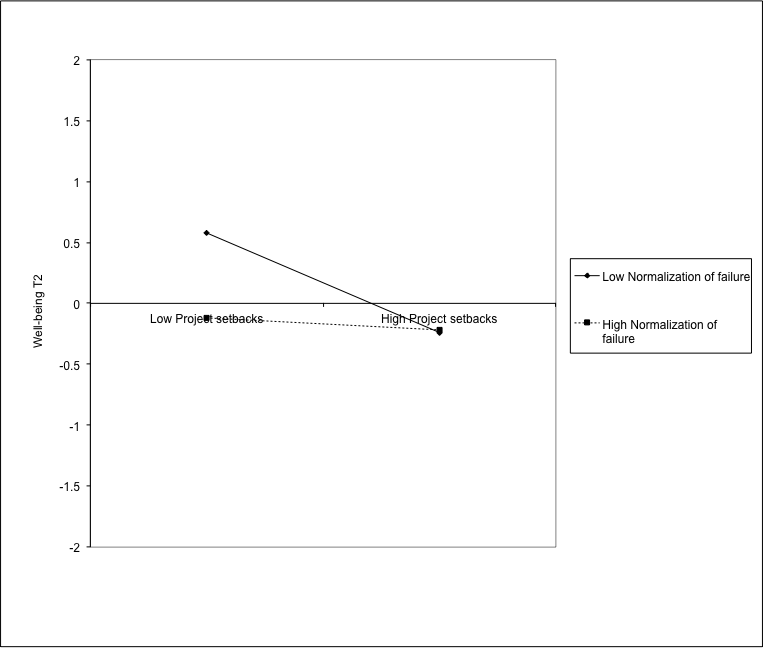 2
1.5
1
0.5
0
-0.5
-1
-1.5
-2
Well-being T2
Low Project setbacks
High Project setbacks
Low Normalization of failure
High Normalization of
failure